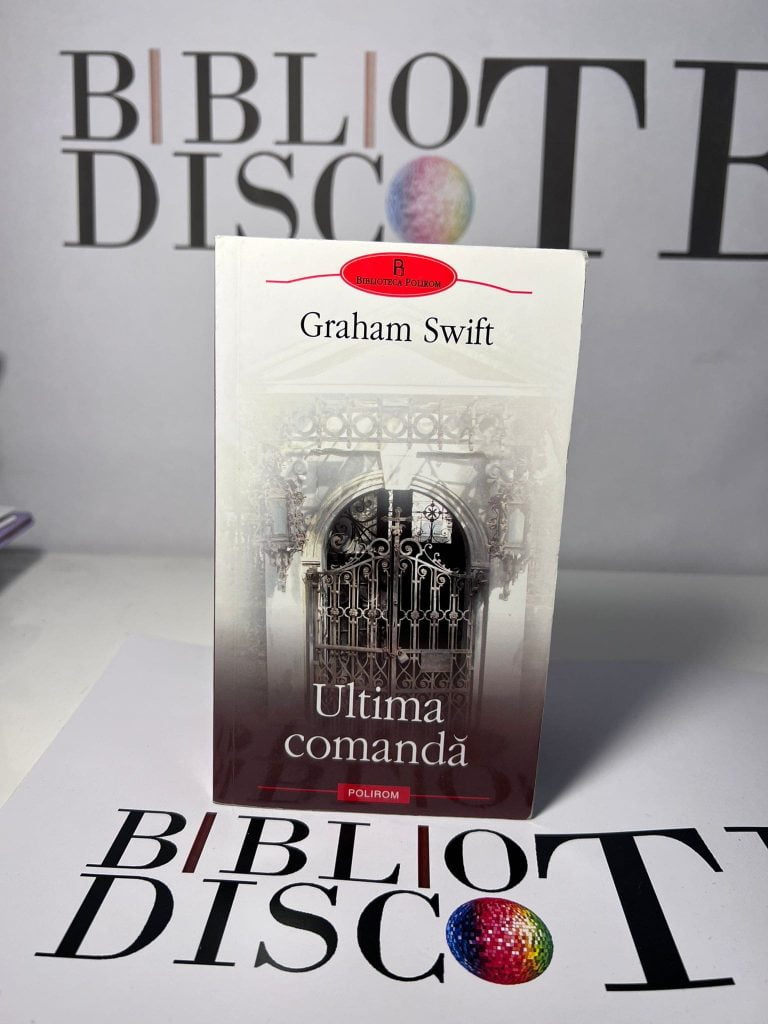 BIBLIOTE
DISCO
B
BIBLIOTECA POLIROM
Graham Swift
Ultima
comandă
POLIROM
BIBLIOT
DISCO